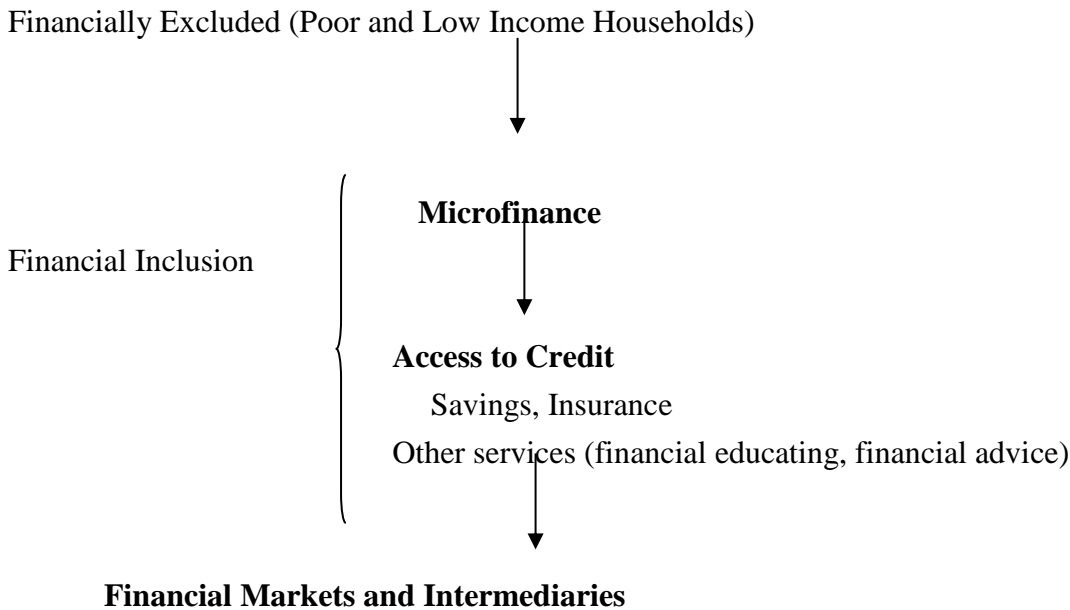 Financially Excluded (Poor and Low Income Households)
Microfinance
Financial Inclusion
Access to Credit
Savings, Insurance
Other services (financial educating, financial advice)
Financial Markets and Intermediaries